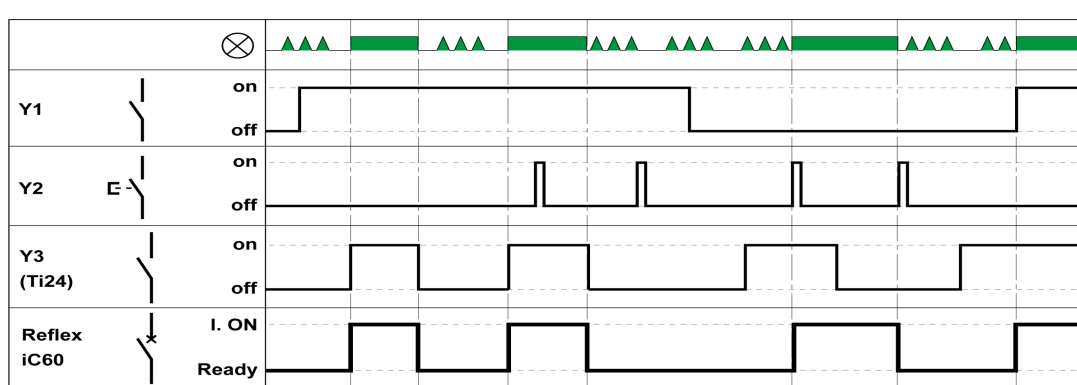 on
Y1
off
on
Y2
off
on
Y3
(Ti24)
off
I. ON
Reflex
iC60
Ready